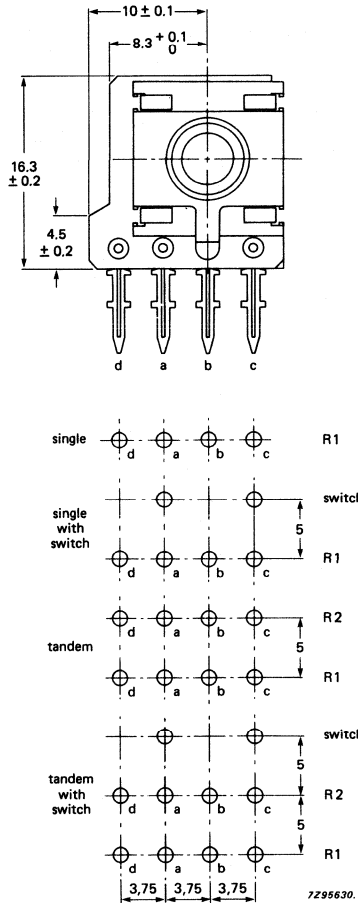 10 ± 0.1
8.3 + 0.1
0
16.3
± 0.2
4.5
± 0.2
d a b c
single R1
d a b c
switch
single
with
switch
5
R1
d a b c
R2
d a b c
tandem
5
R1
d a b c
switch
5
tandem
with
switch
R2
d a b c
5
R1
d a b c
3,75 3,75 3,75
7Z95630.